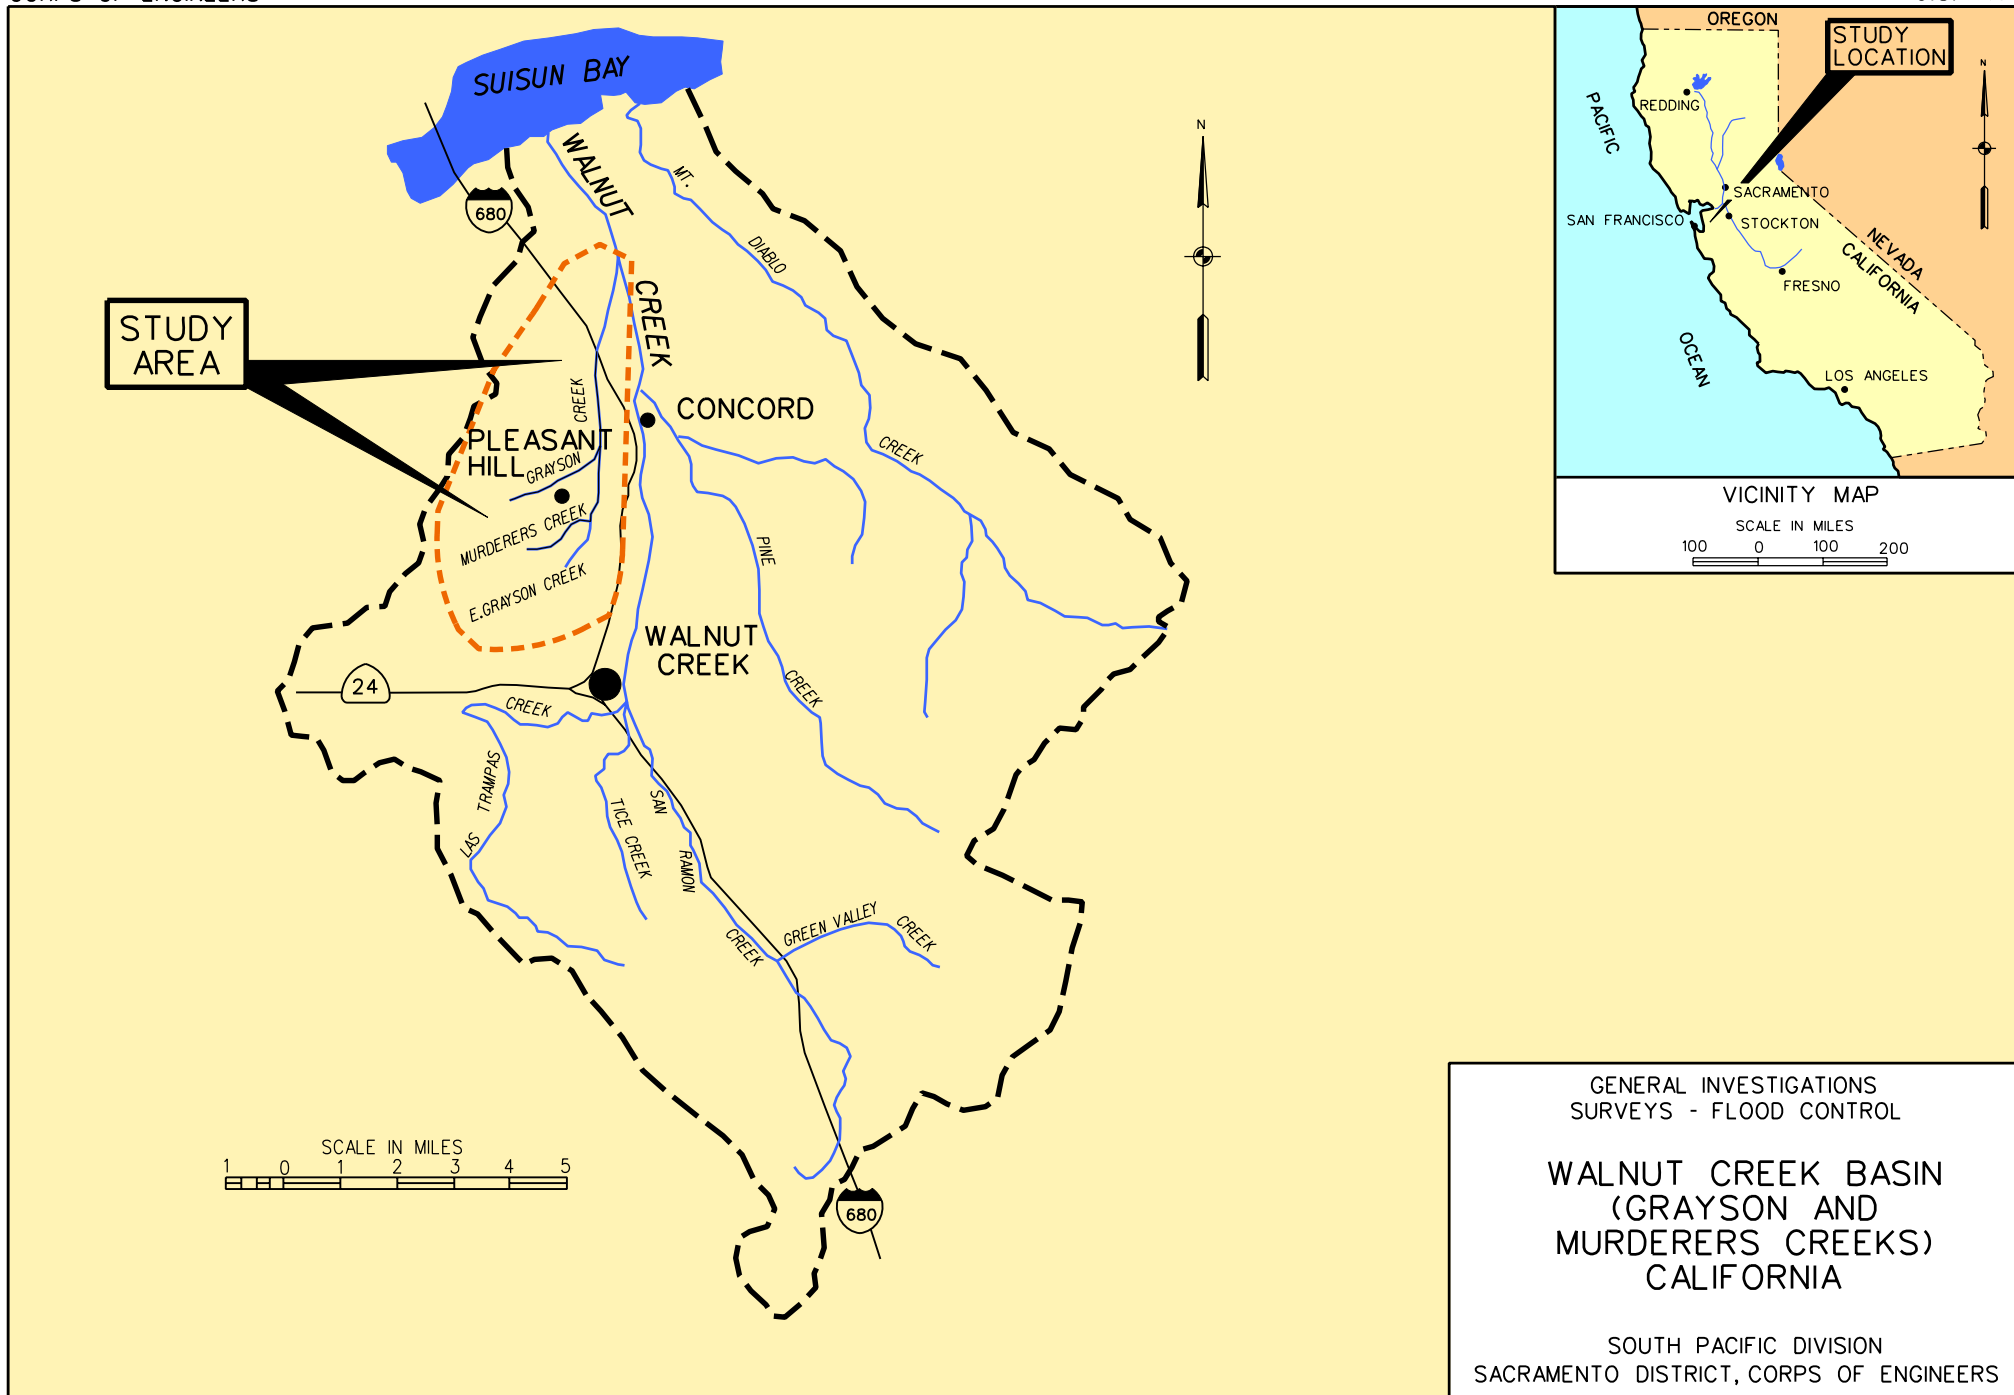 SUISUN BAY
WALNUT
CREEK
MT.
DIABLO
CREEK
680
STUDY
AREA
CREEK
CONCORD
PLEASANT
HILL
GRAYSON
MURDERERS CREEK
E.GRAYSON CREEK
PINE
CREEK
WALNUT
CREEK
24
CREEK
LAS TRAMPAS
TICE CREEK
SAN
RAMON
CREEK
GREEN VALLEY
CREEK
680
N
SCALE IN MILES
1 0 1 2 3 4 5
OREGON
STUDY
LOCATION
N
REDDING
PACIFIC
SACRAMENTO
SAN FRANCISCO
STOCKTON
NEVADA
CALIFORNIA
FRESNO
OCEAN
LOS ANGELES
VICINITY MAP
SCALE IN MILES
100 0 100 200
GENERAL INVESTIGATIONS
SURVEYS - FLOOD CONTROL
WALNUT CREEK BASIN
(GRAYSON AND
MURDERERS CREEKS)
CALIFORNIA
SOUTH PACIFIC DIVISION
SACRAMENTO DISTRICT, CORPS OF ENGINEERS